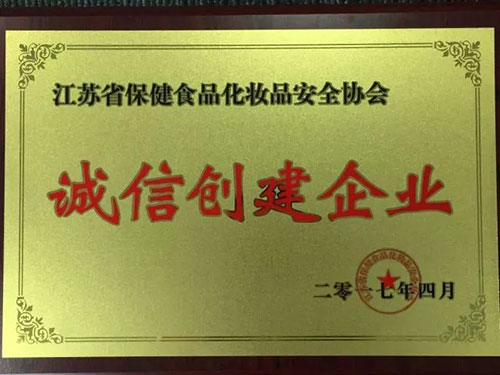 江苏省保健食品化妆品安全协会
诚信创建企业
二零一七年四月